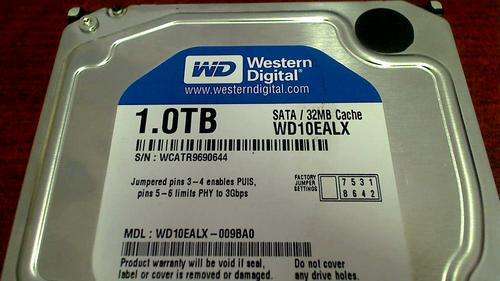 WD Western
Digital®
www.westerndigital.com
1.0TB SATA / 32MB Cache
WD10EALX
S/N : WCATR9690644
Jumpered pins 3-4 enables PUIS,
pins 5-6 limits PHY to 3Gbps
FACTORY
JUMPER
SETTINGS
7 5 3 1
8 6 4 2
MDL : WD10EALX-009BA0
Product warranty will be void if seal,
label or cover is removed or damaged.
Do not cover
any drive holes.